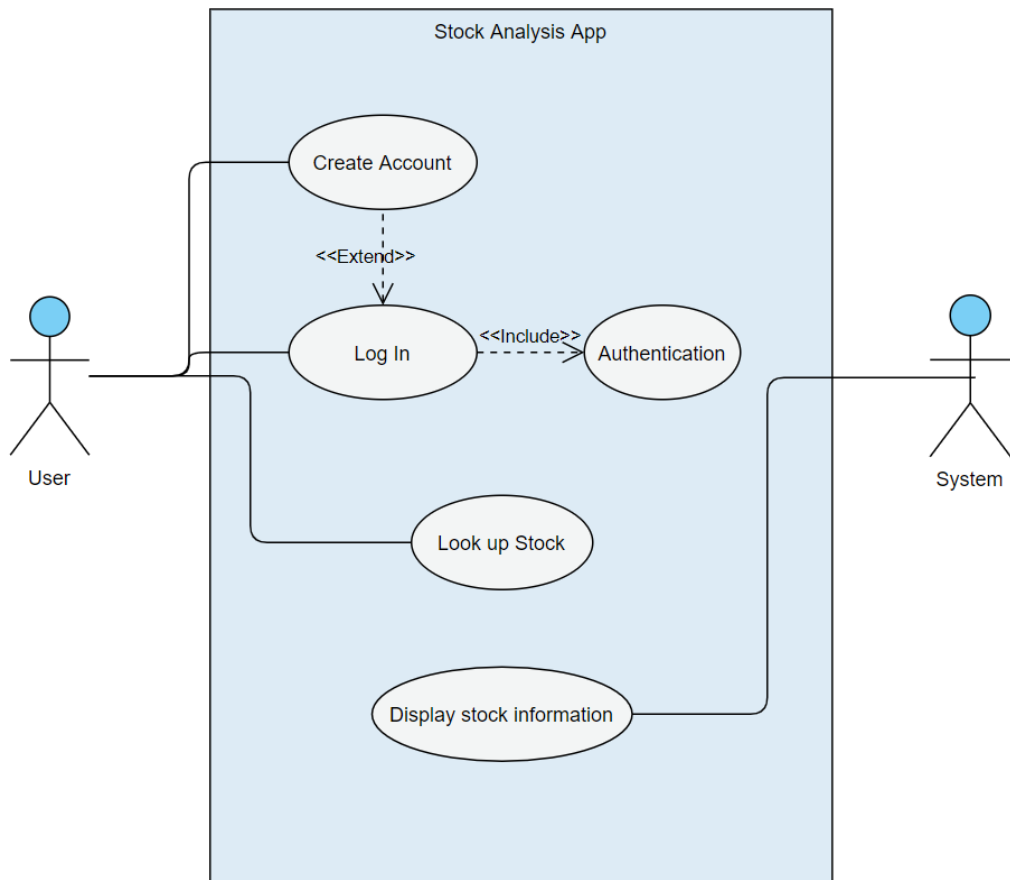 Stock Analysis App
Create Account
<<Extend>>
Log In
<<Include>>
Authentication
User
System
Look up Stock
Display stock information